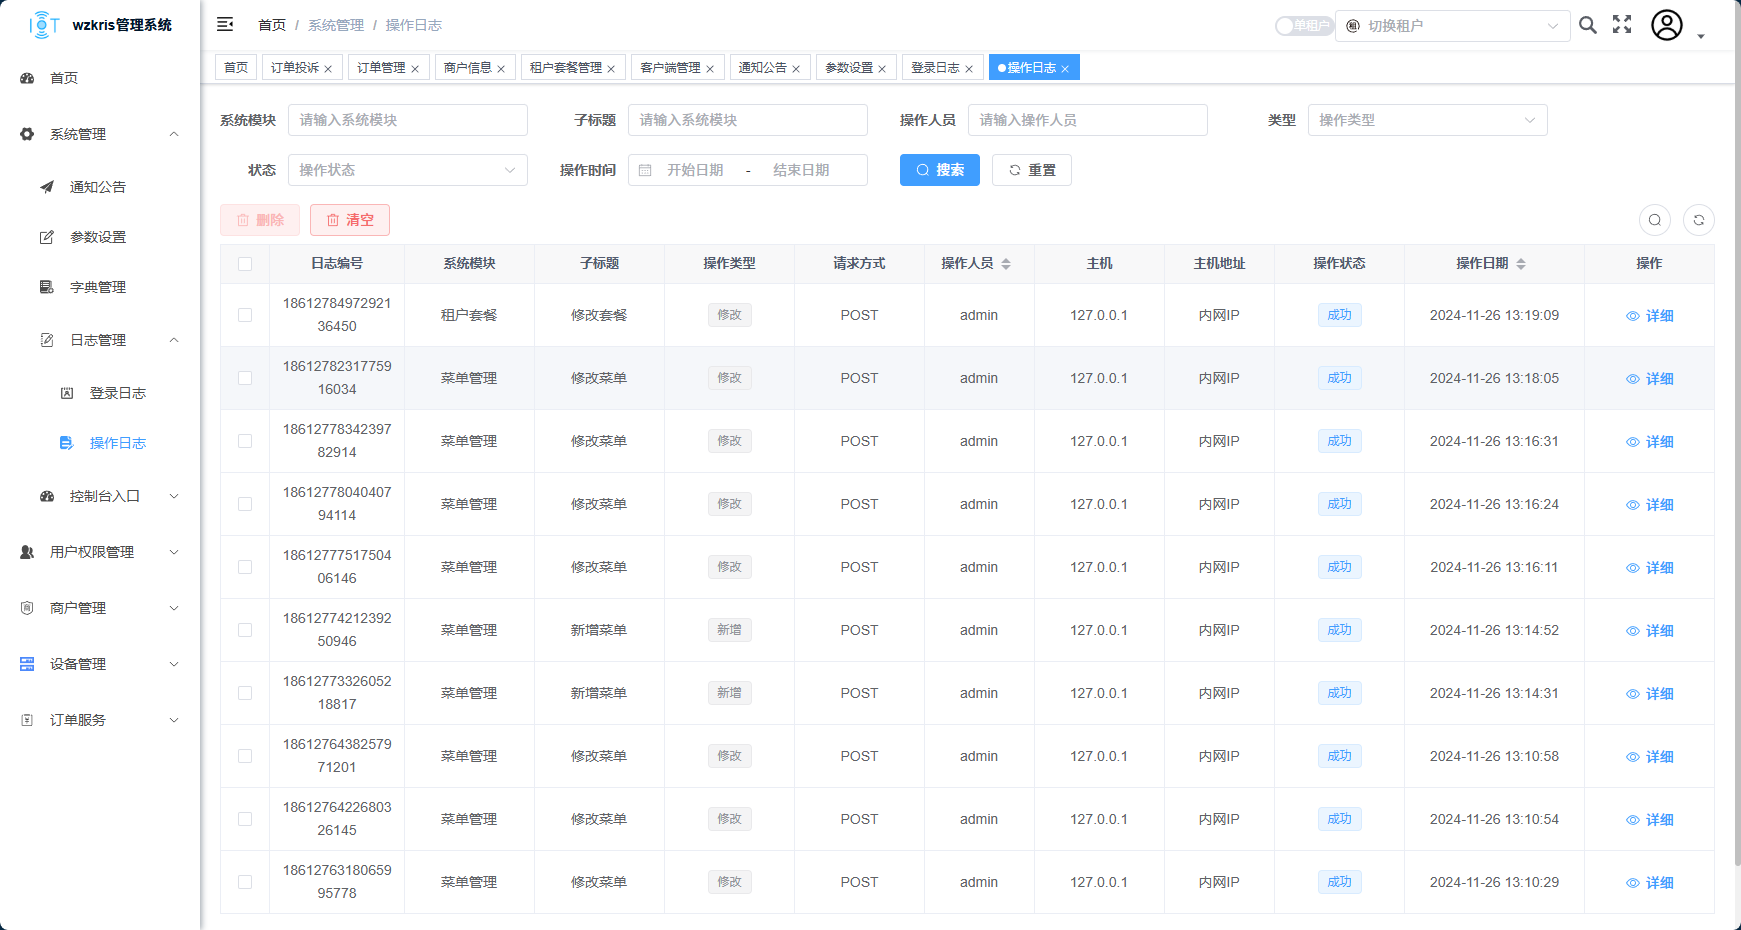 IOT wzkris管理系统
首页 / 系统管理 / 操作日志
单租户
租 切换租户
首页
订单投诉 ×
订单管理 ×
商户信息 ×
租户套餐管理 ×
客户端管理 ×
通知公告 ×
参数设置 ×
登录日志 ×
操作日志 ×
首页
系统管理
通知公告
参数设置
字典管理
日志管理
登录日志
操作日志
控制台入口
用户权限管理
商户管理
设备管理
订单服务
系统模块 请输入系统模块 子标题 请输入系统模块 操作人员 请输入操作人员 类型 操作类型
状态 操作状态 操作时间 开始日期 - 结束日期 搜索 重置
删除 清空
日志编号 系统模块 子标题 操作类型 请求方式 操作人员 主机 主机地址 操作状态 操作日期 操作
18612784972921
36450
租户套餐 修改套餐 修改 POST admin 127.0.0.1 内网IP 成功 2024-11-26 13:19:09 详细
18612782317759
16034
菜单管理 修改菜单 修改 POST admin 127.0.0.1 内网IP 成功 2024-11-26 13:18:05 详细
18612778342397
82914
菜单管理 修改菜单 修改 POST admin 127.0.0.1 内网IP 成功 2024-11-26 13:16:31 详细
18612778040407
94114
菜单管理 修改菜单 修改 POST admin 127.0.0.1 内网IP 成功 2024-11-26 13:16:24 详细
18612777517504
06146
菜单管理 修改菜单 修改 POST admin 127.0.0.1 内网IP 成功 2024-11-26 13:16:11 详细
18612774212392
50946
菜单管理 新增菜单 新增 POST admin 127.0.0.1 内网IP 成功 2024-11-26 13:14:52 详细
18612773326052
18817
菜单管理 新增菜单 新增 POST admin 127.0.0.1 内网IP 成功 2024-11-26 13:14:31 详细
18612764382579
71201
菜单管理 修改菜单 修改 POST admin 127.0.0.1 内网IP 成功 2024-11-26 13:10:58 详细
18612764226803
26145
菜单管理 修改菜单 修改 POST admin 127.0.0.1 内网IP 成功 2024-11-26 13:10:54 详细
18612763180659
95778
菜单管理 修改菜单 修改 POST admin 127.0.0.1 内网IP 成功 2024-11-26 13:10:29 详细